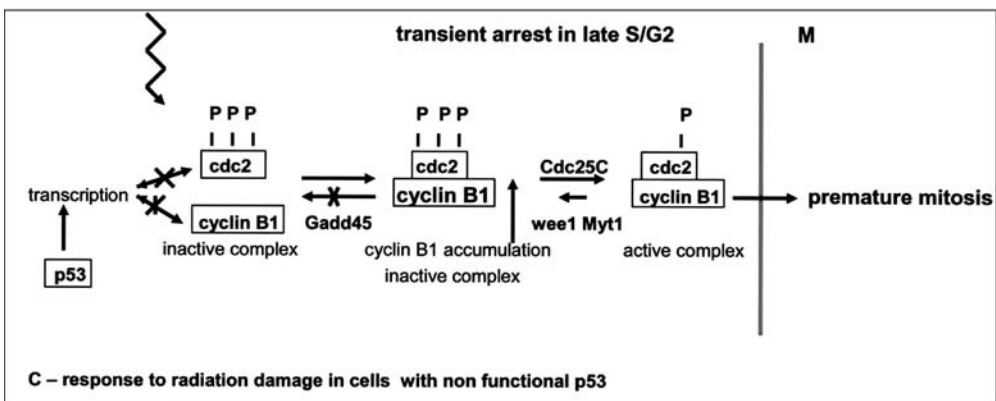 transient arrest in late S/G2
M
P P P
cdc2
transcription
cyclin B1
inactive complex
p53
Gadd45
P P P
cdc2
cyclin B1
cyclin B1 accumulation
inactive complex
Cdc25C
wee1 Myt1
P
cdc2
cyclin B1
active complex
premature mitosis
C – response to radiation damage in cells with non functional p53